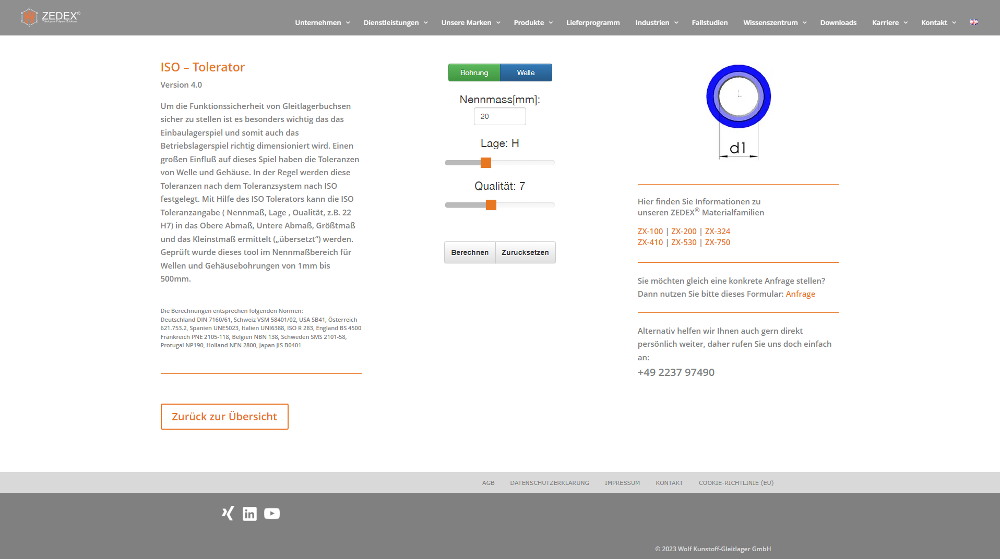 ZEDEX®
Tribological Polymer Solutions
Unternehmen
Dienstleistungen
Unsere Marken
Produkte
Lieferprogramm
Industrien
Fallstudien
Wissenszentrum
Downloads
Karriere
Kontakt
ISO – Tolerator
Version 4.0
Um die Funktionssicherheit von Gleitlagerbuchsen
sicher zu stellen ist es besonders wichtig das das
Einbaulagerspiel und somit auch das
Betriebslagerspiel richtig dimensioniert wird. Einen
großen Einfluß auf dieses Spiel haben die Toleranzen
von Welle und Gehäuse. In der Regel werden diese
Toleranzen nach dem Toleranzsystem nach ISO
festgelegt. Mit Hilfe des ISO Tolerators kann die ISO
Toleranzangabe ( Nennmaß, Lage , Oualität, z.B. 22
H7) in das Obere Abmaß, Untere Abmaß, Größtmaß
und das Kleinstmaß ermittelt („übersetzt“) werden.
Geprüft wurde dieses tool im Nennmaßbereich für
Wellen und Gehäusebohrungen von 1mm bis
500mm.
Die Berechnungen entsprechen folgenden Normen:
Deutschland DIN 7160/61, Schweiz VSM 58401/02, USA SB41, Österreich
621.753.2, Spanien UNE5023, Italien UNI6388, ISO R 283, England BS 4500
Frankreich PNE 2105-118, Belgien NBN 138, Schweden SMS 2101-58,
Protugal NP190, Holland NEN 2800, Japan JIS B0401
Zurück zur Übersicht
Bohrung
Welle
Nennmass[mm]:
20
Lage: H
Qualität: 7
Berechnen
Zurücksetzen
d1
Hier finden Sie Informationen zu
unseren ZEDEX® Materialfamilien
ZX-100 | ZX-200 | ZX-324
ZX-410 | ZX-530 | ZX-750
Sie möchten gleich eine konkrete Anfrage stellen?
Dann nutzen Sie bitte dieses Formular: Anfrage
Alternativ helfen wir Ihnen auch gern direkt
persönlich weiter, daher rufen Sie uns doch einfach
an:
+49 2237 97490
AGB
DATENSCHUTZERKLÄRUNG
IMPRESSUM
KONTAKT
COOKIE-RICHTLINIE (EU)
in
© 2023 Wolf Kunstoff-Gleitlager GmbH